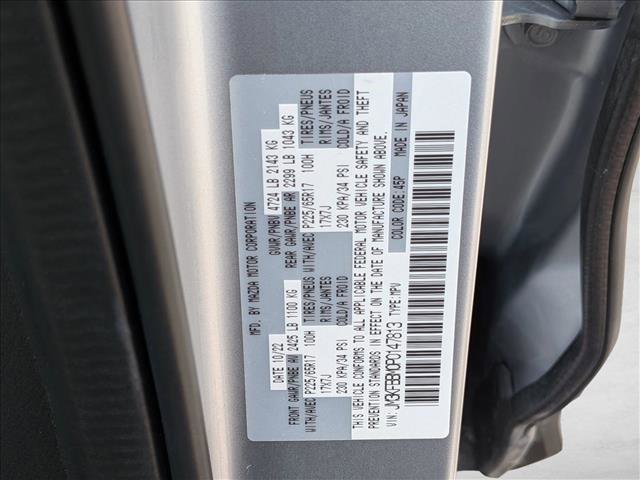 MFD. BY MAZDA MOTOR CORPORATION
DATE 10/22 GVWR/PNBV 4724 LB 2143 KG
FRONT GAWR/PNBE AV 2425 LB 1100 KG REAR GAWR/PNBE AR 2299 LB 1043 KG
WITH/AVEC P225/65R17 100H TIRES/PNEUS WITH/AVEC P225/65R17 100H TIRES/PNEUS
17X7J RIMS/JANTES 17X7J RIMS/JANTES
230 KPA/34 PSI COLD/A FROID 230 KPA/34 PSI COLD/A FROID
THIS VEHICLE CONFORMS TO ALL APPLICABLE FEDERAL MOTOR VEHICLE SAFETY AND THEFT
PREVENTION STANDARDS IN EFFECT ON THE DATE OF MANUFACTURE SHOWN ABOVE.
VIN: TYPE: MPV COLOR CODE: 45P MADE IN JAPAN